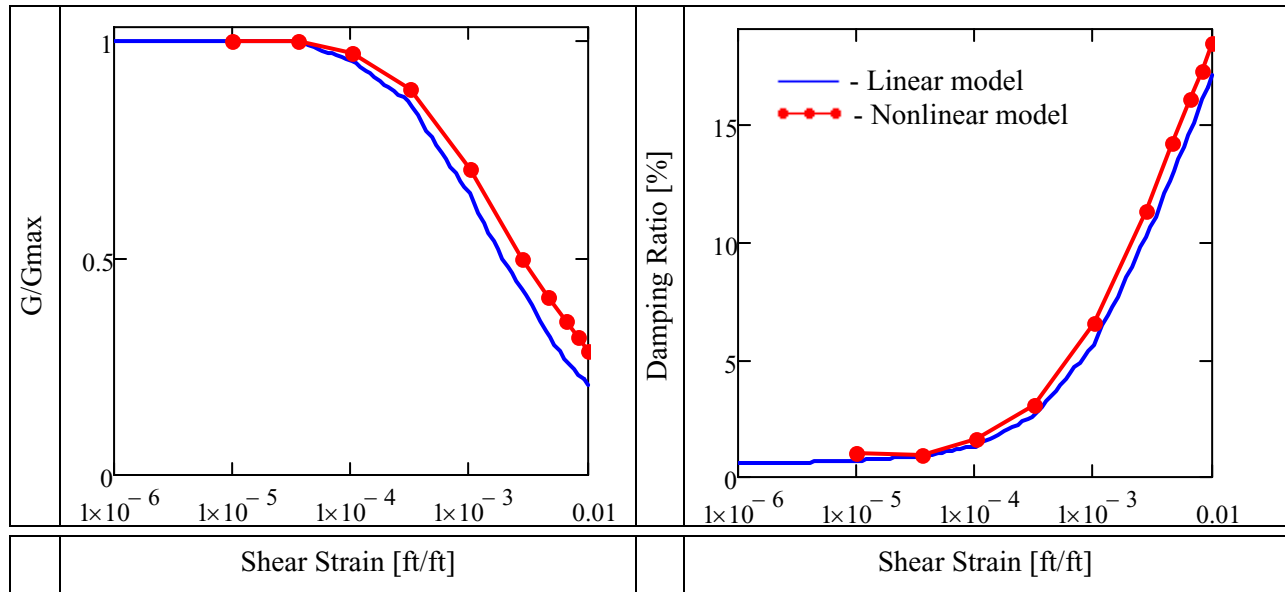 1
0.5
0
1×10⁻⁶
1×10⁻⁵
1×10⁻⁴
1×10⁻³
0.01
G/Gmax
Shear Strain [ft/ft]
- Linear model
- Nonlinear model
15
10
5
0
1×10⁻⁶
1×10⁻⁵
1×10⁻⁴
1×10⁻³
0.01
Damping Ratio [%]
Shear Strain [ft/ft]